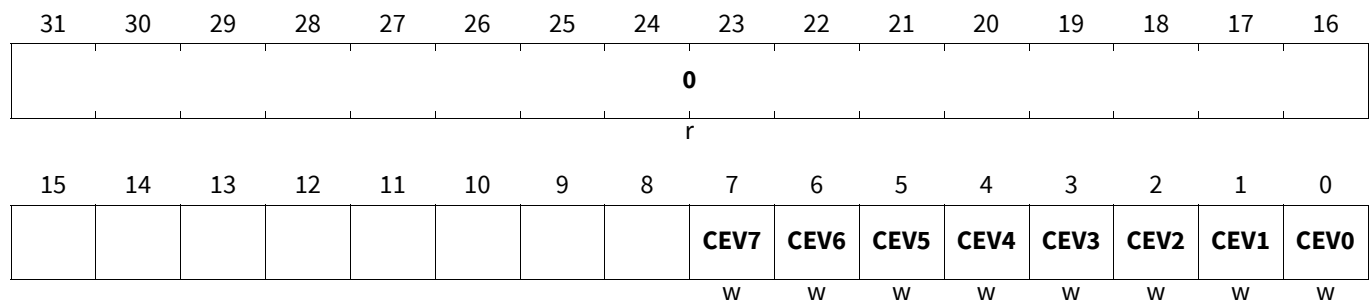 31 30 29 28 27 26 25 24 23 22 21 20 19 18 17 16
0
r
15 14 13 12 11 10 9 8 7 6 5 4 3 2 1 0
CEV7 CEV6 CEV5 CEV4 CEV3 CEV2 CEV1 CEV0
w w w w w w w w